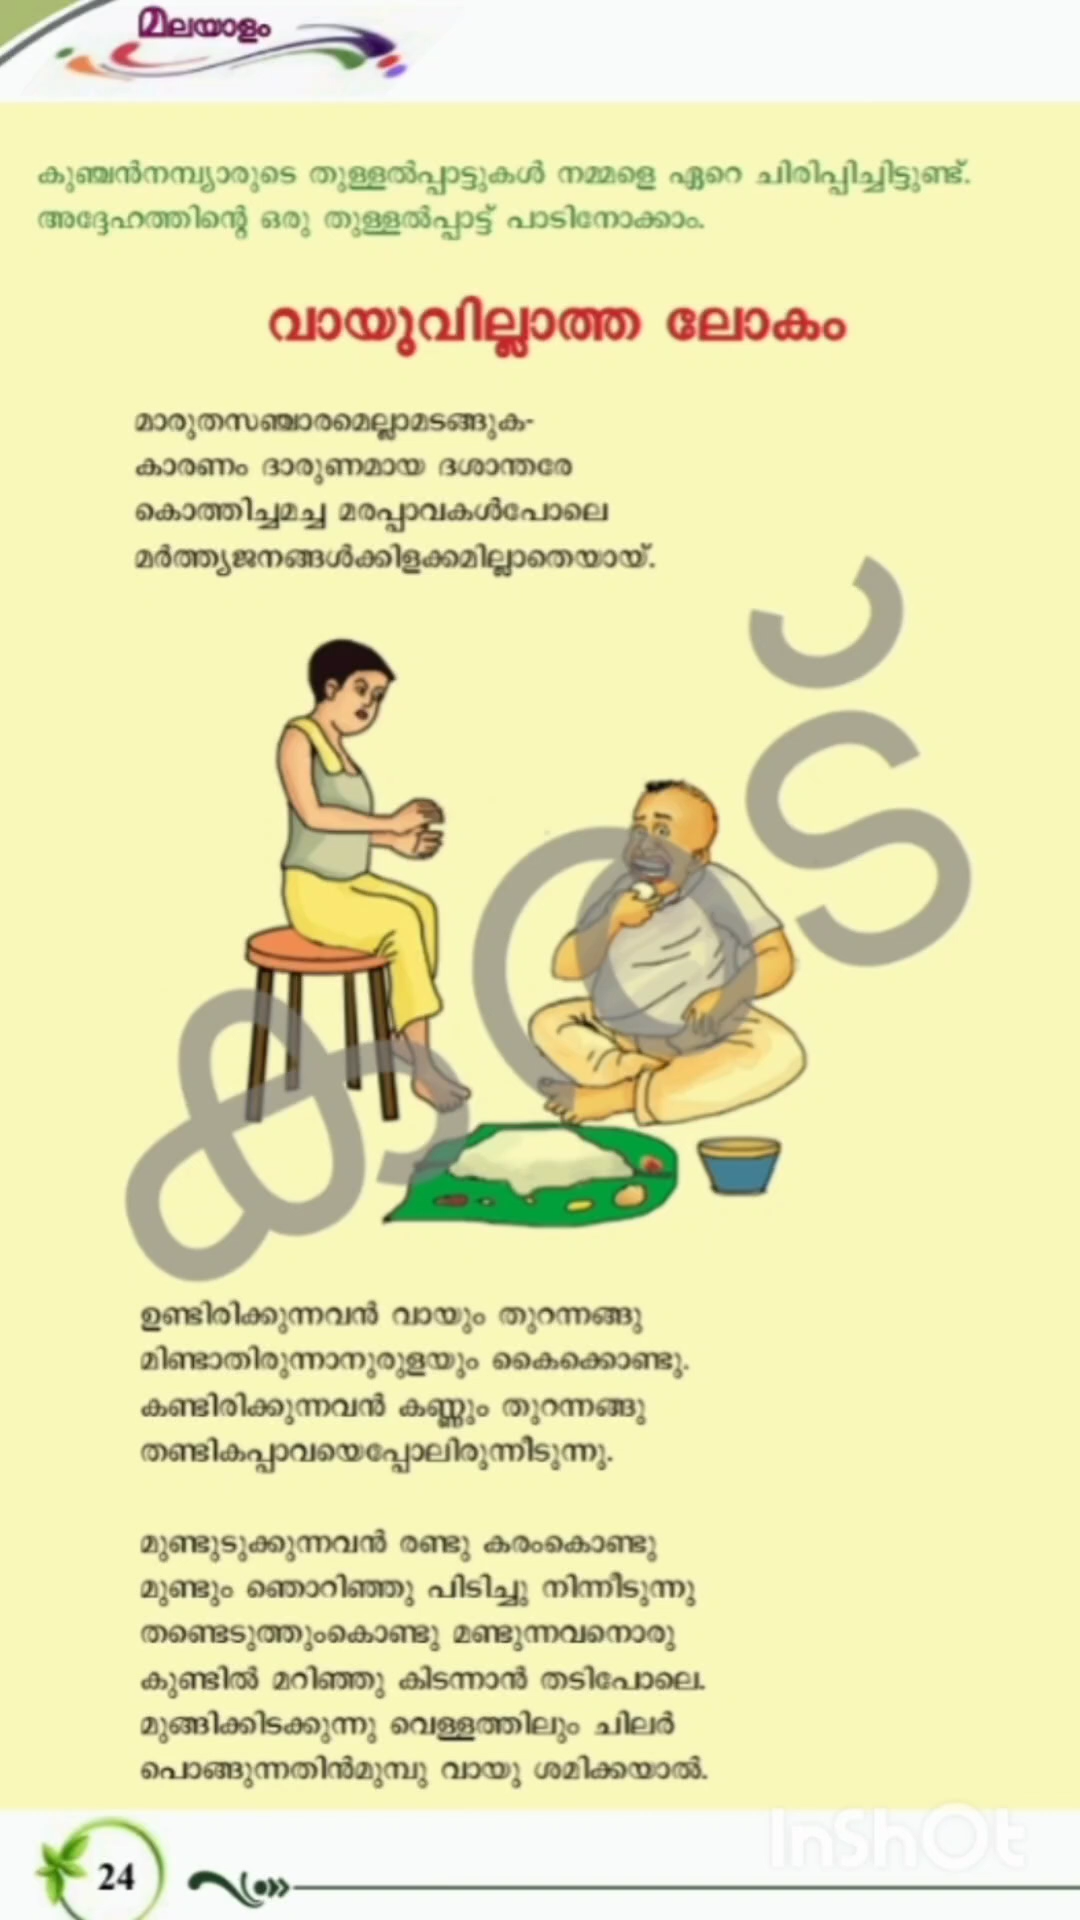 മലയാളം
കുഞ്ചൻനമ്പ്യാരുടെ തുള്ളൽപ്പാട്ടുകൾ നമ്മളെ ഏറെ ചിരിപ്പിച്ചിട്ടുണ്ട്.
അദ്ദേഹത്തിന്റെ ഒരു തുള്ളൽപ്പാട്ട് പാടിനോക്കാം.
വായുവില്ലാത്ത ലോകം
മാരുതസഞ്ചാരമെല്ലാമടങ്ങുക-
കാരണം ദാരുണമായ ദശാന്തരേ
കൊത്തിച്ചമച്ച മരപ്പാവകൾപോലെ
മർത്ത്യജനങ്ങൾക്കിളക്കമില്ലാതെയായ്.
ഉണ്ടിരിക്കുന്നവൻ വായും തുറന്നങ്ങു
മിണ്ടാതിരുന്നാനുരുളയും കൈക്കൊണ്ടു.
കണ്ടിരിക്കുന്നവൻ കണ്ണും തുറന്നങ്ങു
തണ്ടികപ്പാവയെപ്പോലിരുന്നീടുന്നു.
മുണ്ടുടുക്കുന്നവൻ രണ്ടു കരംകൊണ്ടു
മുണ്ടും ഞൊറിഞ്ഞു പിടിച്ചു നിന്നീടുന്നു
തണ്ടെടുത്തുംകൊണ്ടു മണ്ടുന്നവനൊരു
കുണ്ടിൽ മറിഞ്ഞു കിടന്നാൻ തടിപോലെ.
മുങ്ങിക്കിടക്കുന്നു വെള്ളത്തിലും ചിലർ
പൊങ്ങുന്നതിൻമുമ്പു വായു ശമിക്കയാൽ.
InShOt
24